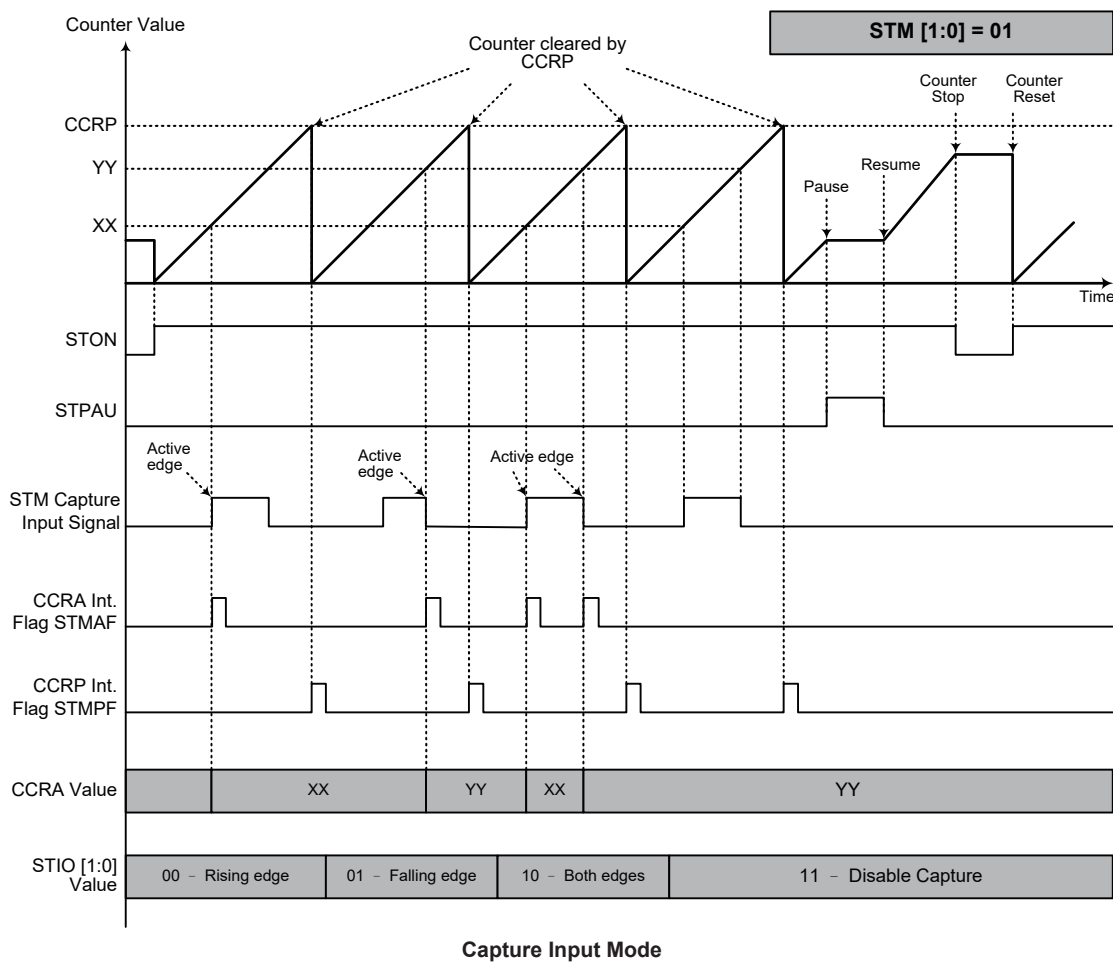 Counter Value
STM [1:0] = 01
Counter cleared by
CCRP
Counter
Stop
Counter
Reset
CCRP
YY
XX
Pause
Resume
Time
STON
STPAU
Active
edge
Active
edge
Active edge
STM Capture
Input Signal
CCRA Int.
Flag STMAF
CCRP Int.
Flag STMPF
CCRA Value
XX
YY
XX
YY
STIO [1:0]
Value
00 – Rising edge
01 – Falling edge
10 – Both edges
11 – Disable Capture
Capture Input Mode